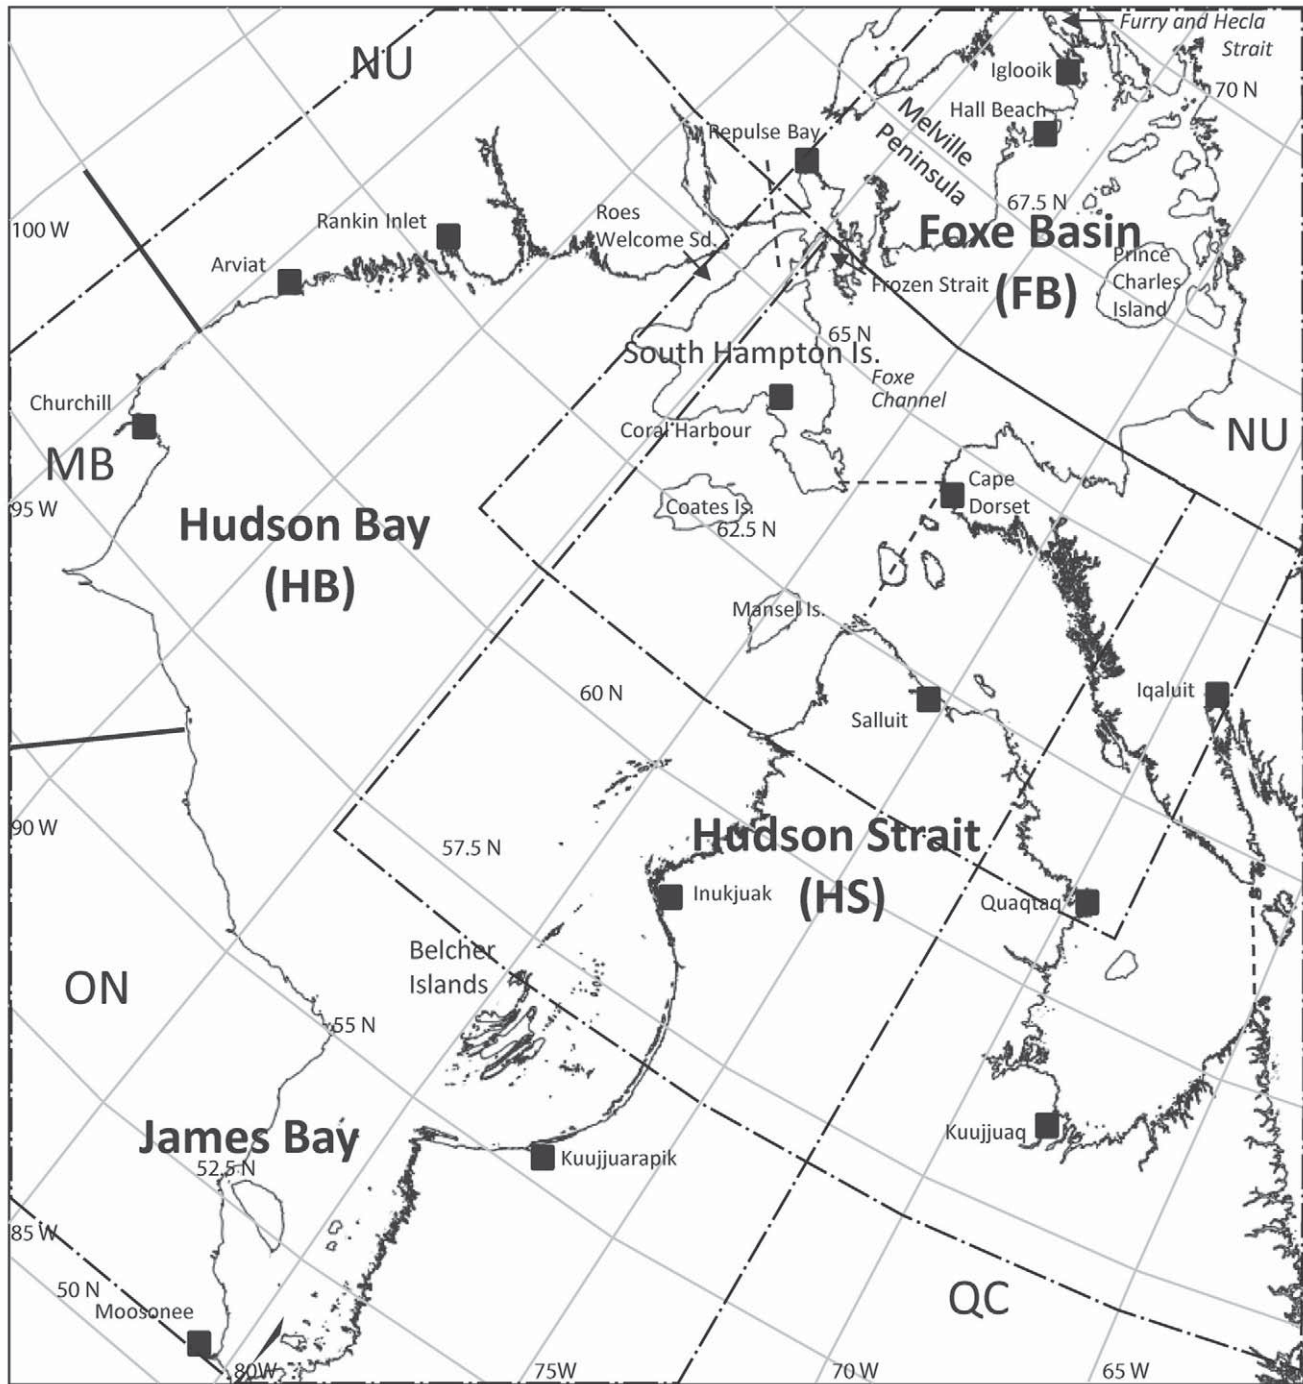 NU
Furry and Hecla
Strait
Iglooik
70 N
Hall Beach
Melville
Peninsula
Repulse Bay
67.5 N
100 W
Rankin Inlet
Roes
Welcome Sd.
Foxe Basin
(FB)
Arviat
Prince
Charles
Island
Frozen Strait
65 N
South Hampton Is.
Foxe
Channel
Churchill
Coral Harbour
NU
MB
Cape
Dorset
95 W
Coates Is.
62.5 N
Hudson Bay
(HB)
Mansel Is.
60 N
Iqaluit
Salluit
90 W
57.5 N
Hudson Strait
(HS)
Inukjuak
Quaqtaq
Belcher
Islands
ON
55 N
James Bay
Kuujjuaq
Kuujjuarapik
52.5 N
85 W
50 N
QC
Moosonee
80W
75W
70W
65 W